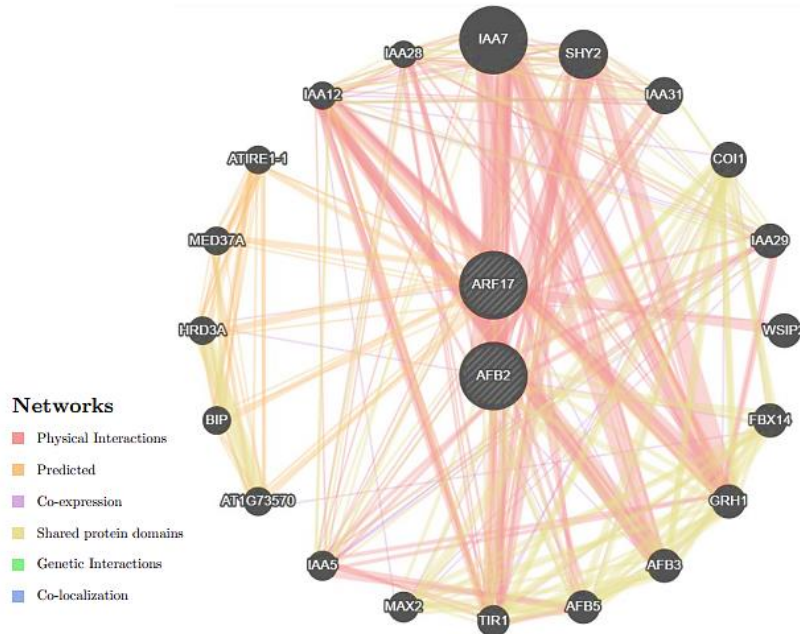 IAA7
IAA28
SHY2
IAA12
IAA31
ATIRE1-1
COI1
MED37A
IAA29
ARF17
HRD3A
WSIP2
AFB2
Networks
Physical Interactions
BIP
FBX14
Predicted
Co-expression
AT1G73570
GRH1
Shared protein domains
Genetic Interactions
IAA5
AFB3
Co-localization
MAX2
TIR1
AFB5